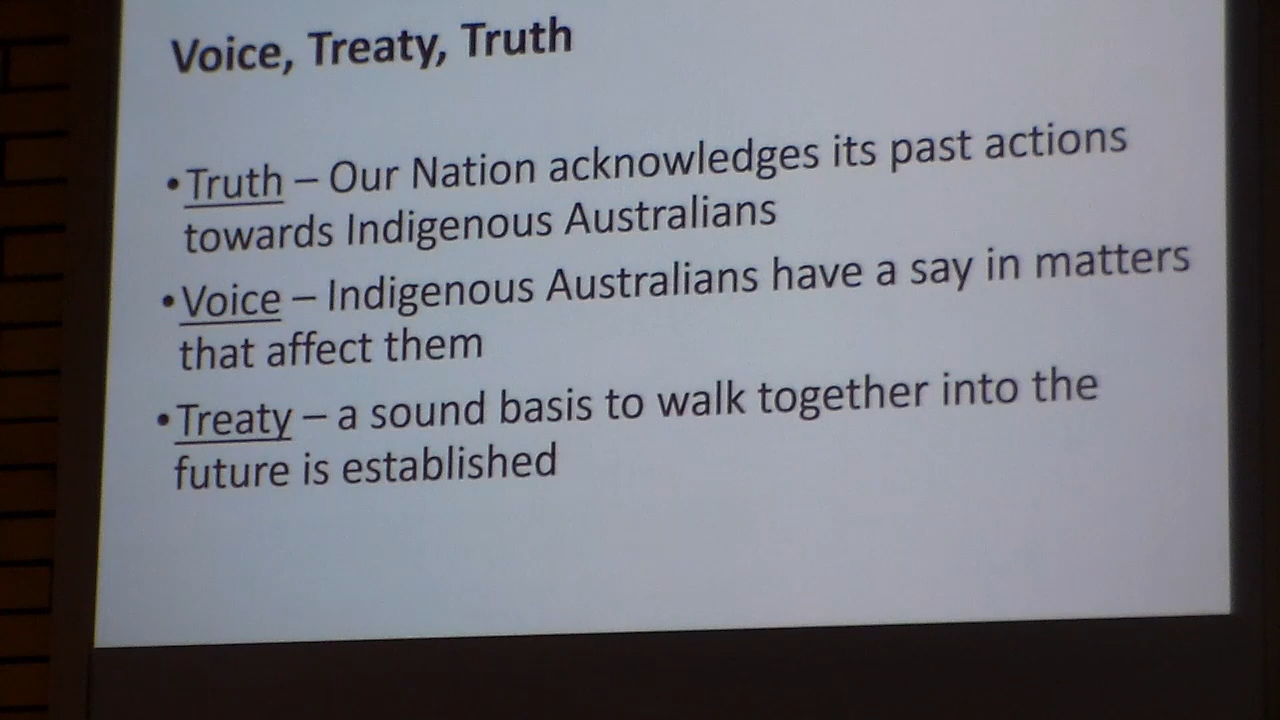 Voice, Treaty, Truth
• Truth – Our Nation acknowledges its past actions
towards Indigenous Australians
• Voice – Indigenous Australians have a say in matters
that affect them
• Treaty – a sound basis to walk together into the
future is established